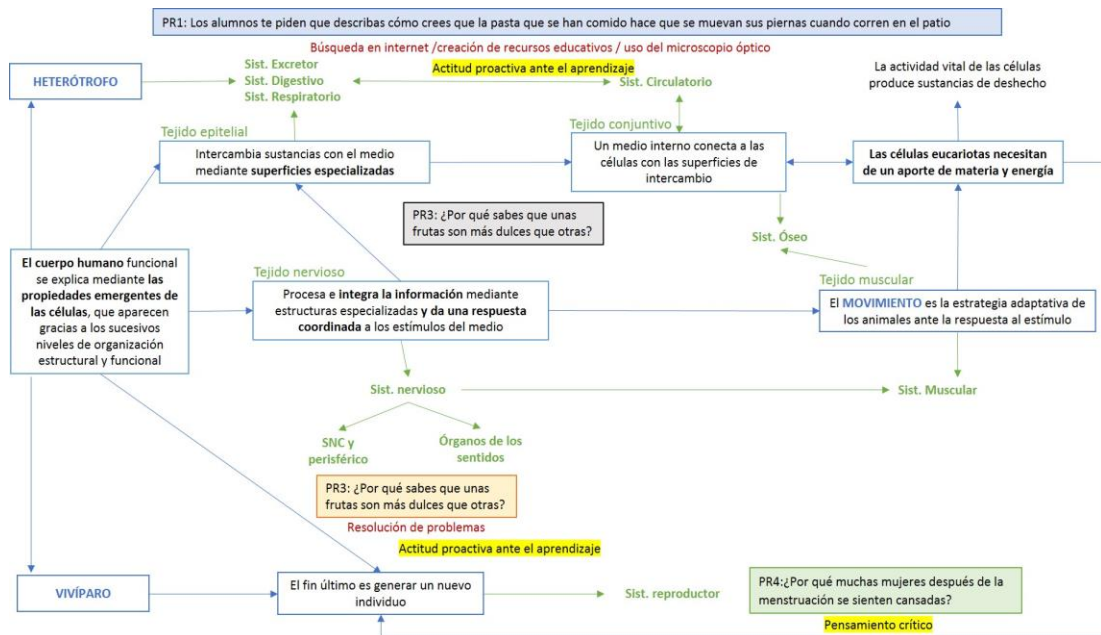 PR1: Los alumnos te piden que describas cómo crees que la pasta que se han comido hace que se muevan sus piernas cuando corren en el patio
Búsqueda en internet /creación de recursos educativos / uso del microscopio óptico
Actitud proactiva ante el aprendizaje
HETERÓTROFO
Sist. Excretor
Sist. Digestivo
Sist. Respiratorio
Sist. Circulatorio
La actividad vital de las células
produce sustancias de deshecho
Tejido epitelial
Intercambia sustancias con el medio
mediante superficies especializadas
Tejido conjuntivo
Un medio interno conecta a las
células con las superficies de
intercambio
Las células eucariotas necesitan
de un aporte de materia y energía
PR3: ¿Por qué sabes que unas
frutas son más dulces que otras?
Sist. Óseo
El cuerpo humano funcional
se explica mediante las
propiedades emergentes de
las células, que aparecen
gracias a los sucesivos
niveles de organización
estructural y funcional
Tejido nervioso
Procesa e integra la información mediante
estructuras especializadas y da una respuesta
coordinada a los estímulos del medio
Tejido muscular
El MOVIMIENTO es la estrategia adaptativa de
los animales ante la respuesta al estímulo
Sist. nervioso
Sist. Muscular
SNC y
perisférico
Órganos de los
sentidos
PR3: ¿Por qué sabes que unas
frutas son más dulces que otras?
Resolución de problemas
Actitud proactiva ante el aprendizaje
VIVÍPARO
El fin último es generar un nuevo
individuo
Sist. reproductor
PR4:¿Por qué muchas mujeres después de la
menstruación se sienten cansadas?
Pensamiento crítico